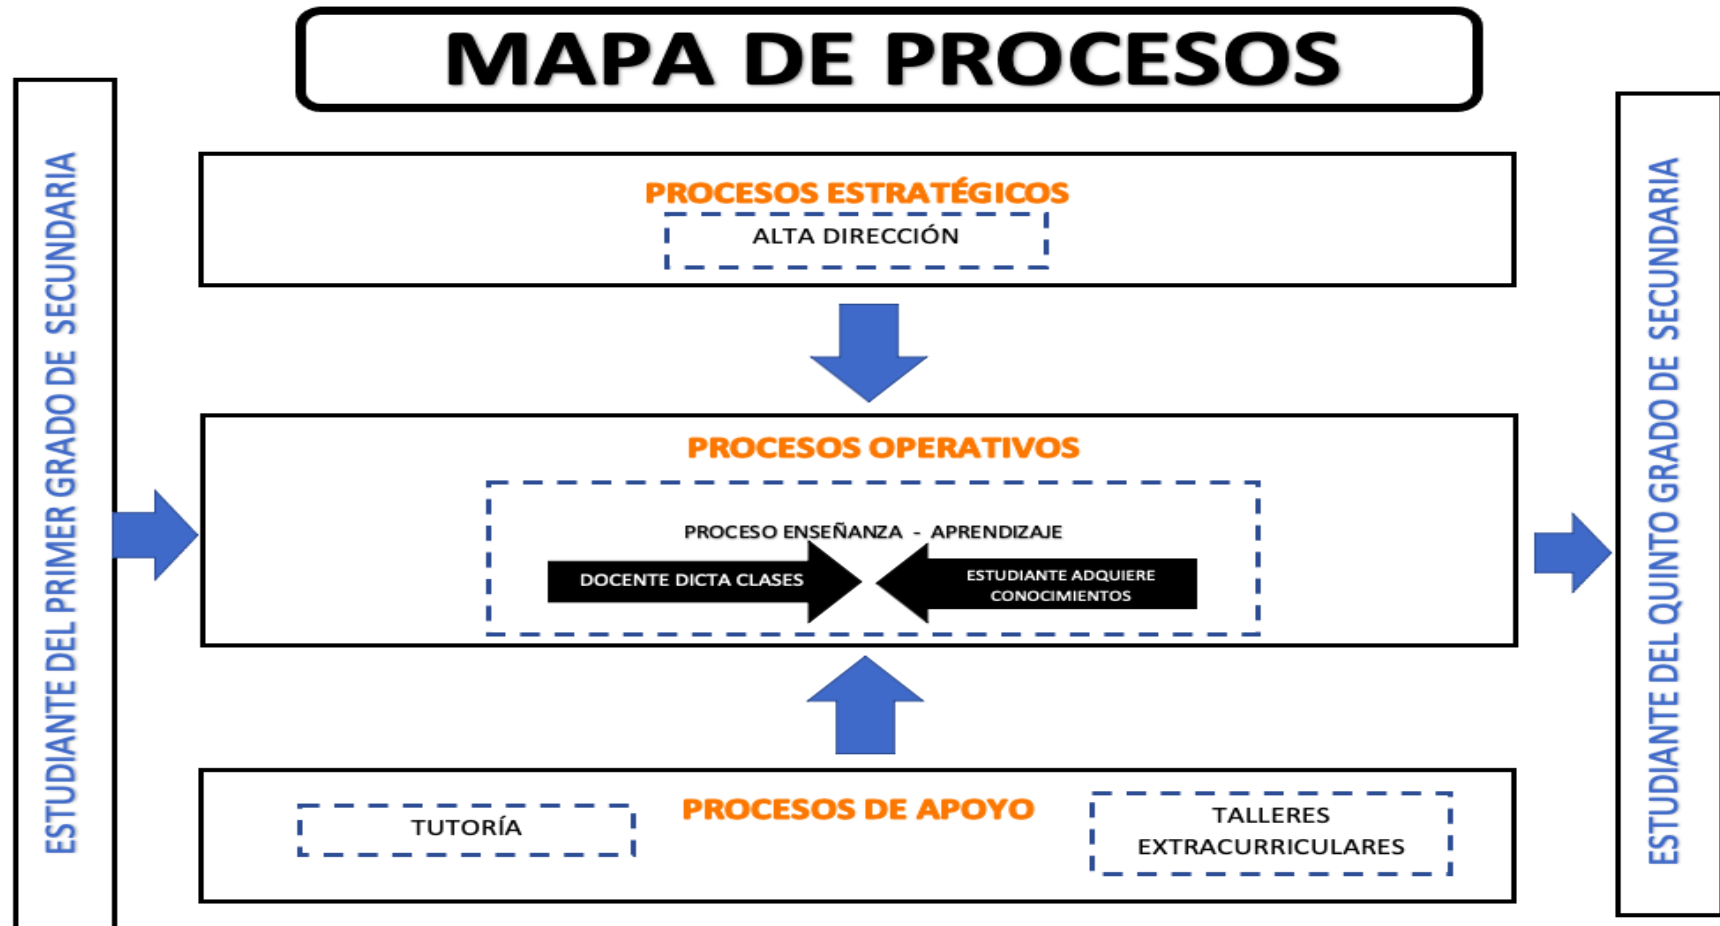 MAPA DE PROCESOS
ESTUDIANTE DEL PRIMER GRADO DE SECUNDARIA
PROCESOS ESTRATÉGICOS
ALTA DIRECCIÓN
PROCESOS OPERATIVOS
PROCESO ENSEÑANZA - APRENDIZAJE
DOCENTE DICTA CLASES
ESTUDIANTE ADQUIERE
CONOCIMIENTOS
PROCESOS DE APOYO
TUTORÍA
TALLERES
EXTRACURRICULARES
ESTUDIANTE DEL QUINTO GRADO DE SECUNDARIA